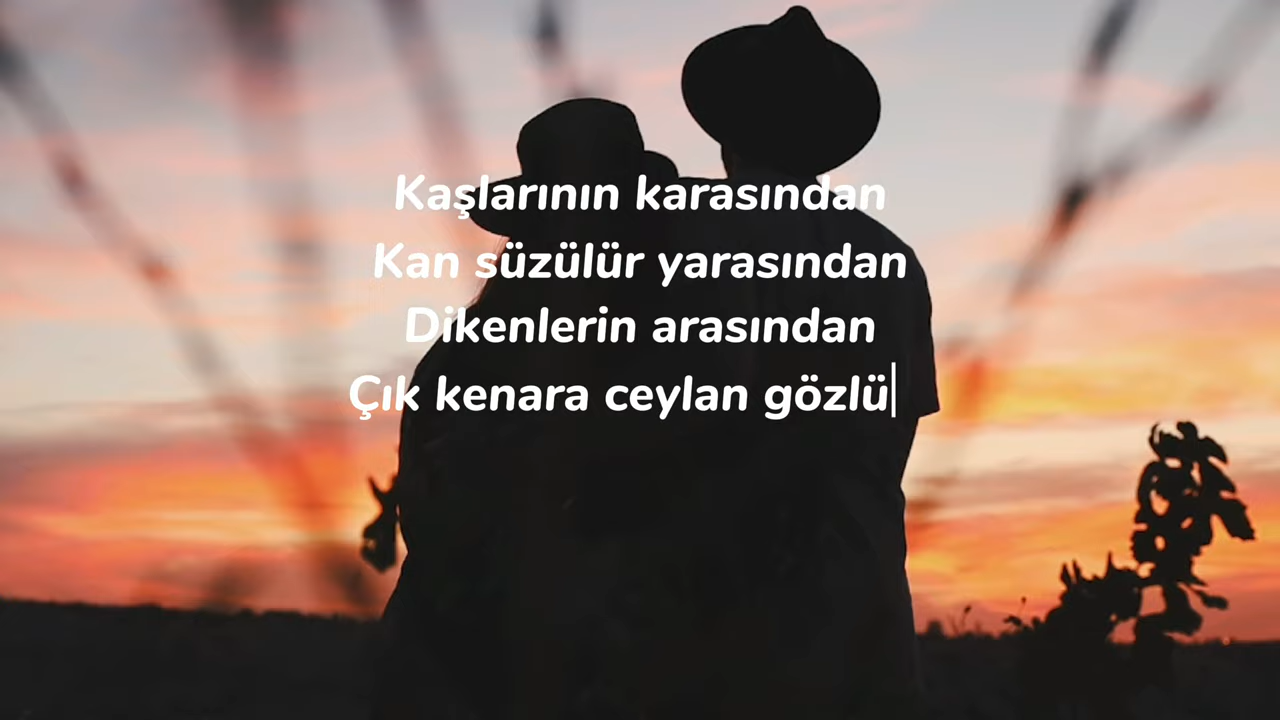 Kaşlarının karasından
Kan süzülür yarasından
Dikenlerin arasından
Çık kenara ceylan gözlü